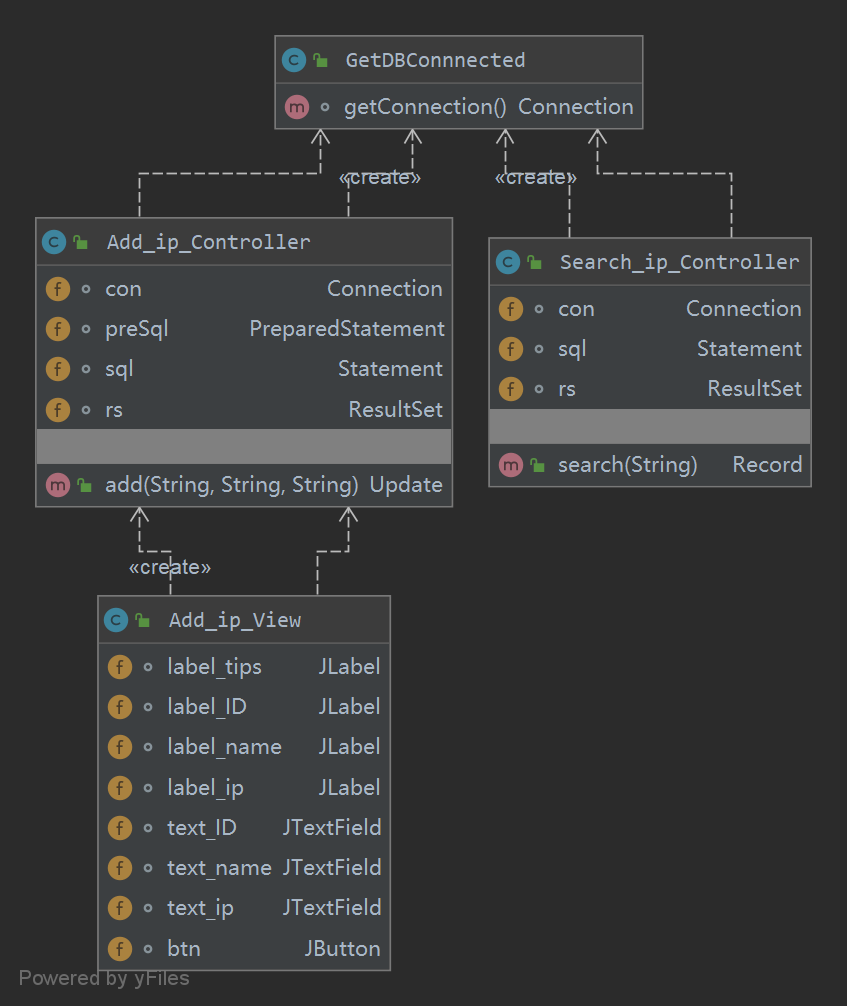 GetDBConnnected
getConnection() Connection
«create» «create»
Add_ip_Controller
con Connection
preSql PreparedStatement
sql Statement
rs ResultSet
add(String, String, String) Update
Search_ip_Controller
con Connection
sql Statement
rs ResultSet
search(String) Record
«create»
Add_ip_View
label_tips JLabel
label_ID JLabel
label_name JLabel
label_ip JLabel
text_ID JTextField
text_name JTextField
text_ip JTextField
btn JButton
Powered by yFiles